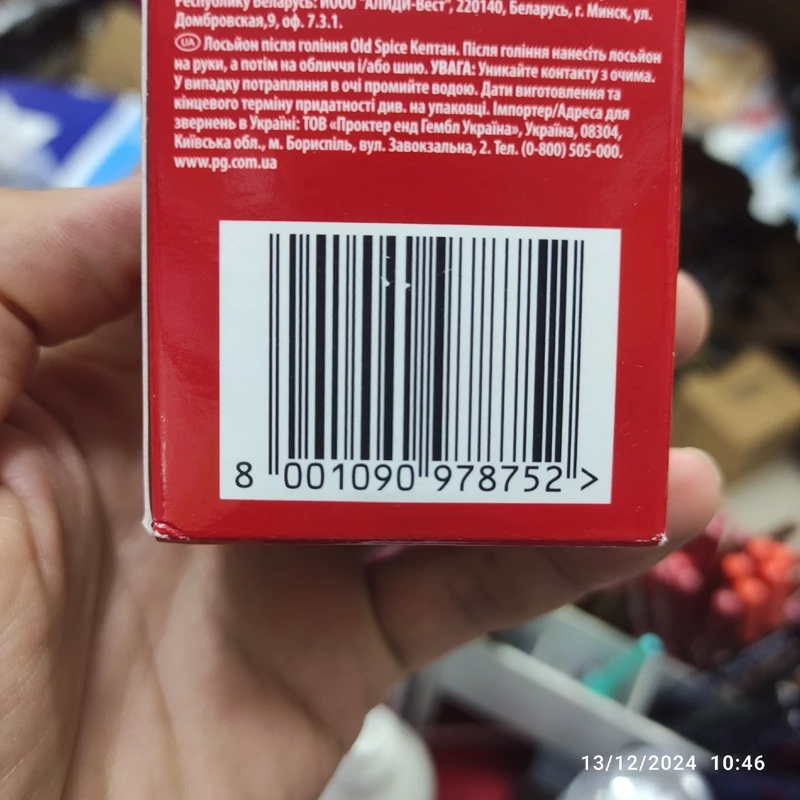 Республику Беларусь: ИООО "АЛИДИ-Вест", 220140, Беларусь, г. Минск, ул.
Домбровская,9, оф. 7.3.1.
UA Лосьйон після гоління Old Spice Кептан. Після гоління нанесіть лосьйон
на руки, а потім на обличчя і/або шию. УВАГА: Уникайте контакту з очима.
У випадку потрапляння в очі промийте водою. Дати виготовлення та
кінцевого терміну придатності див. на упаковці. Імпортер/Адреса для
звернень в Україні: ТОВ «Проктер енд Гембл Україна», Україна, 08304,
Київська обл., м. Бориспіль, вул. Завокзальна, 2. Тел. (0-800) 505-000.
www.pg.com.ua
8 001090 978752 >
13/12/2024 10:46